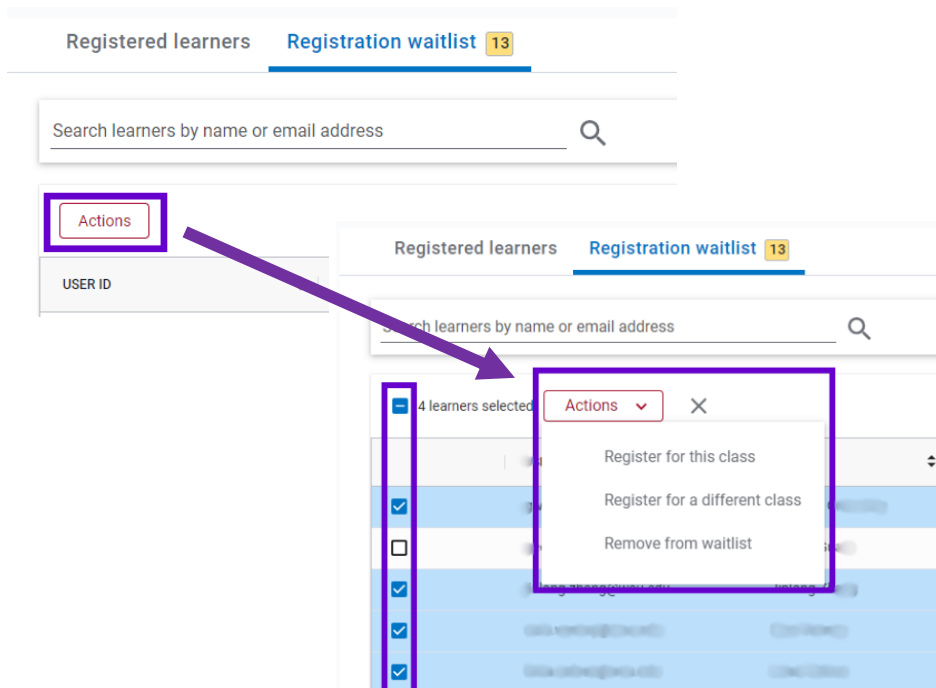 Registered learners Registration waitlist 13
Search learners by name or email address
Actions
USER ID
Registered learners Registration waitlist 13
learners by name or email address
4 learners selected Actions
Register for this class
Register for a different class
Remove from waitlist